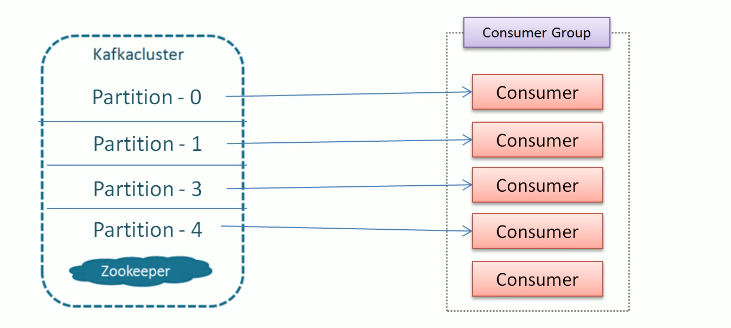 Kafkacluster
Partition - 0
Partition - 1
Partition - 3
Partition - 4
Zookeeper
Consumer Group
Consumer
Consumer
Consumer
Consumer
Consumer